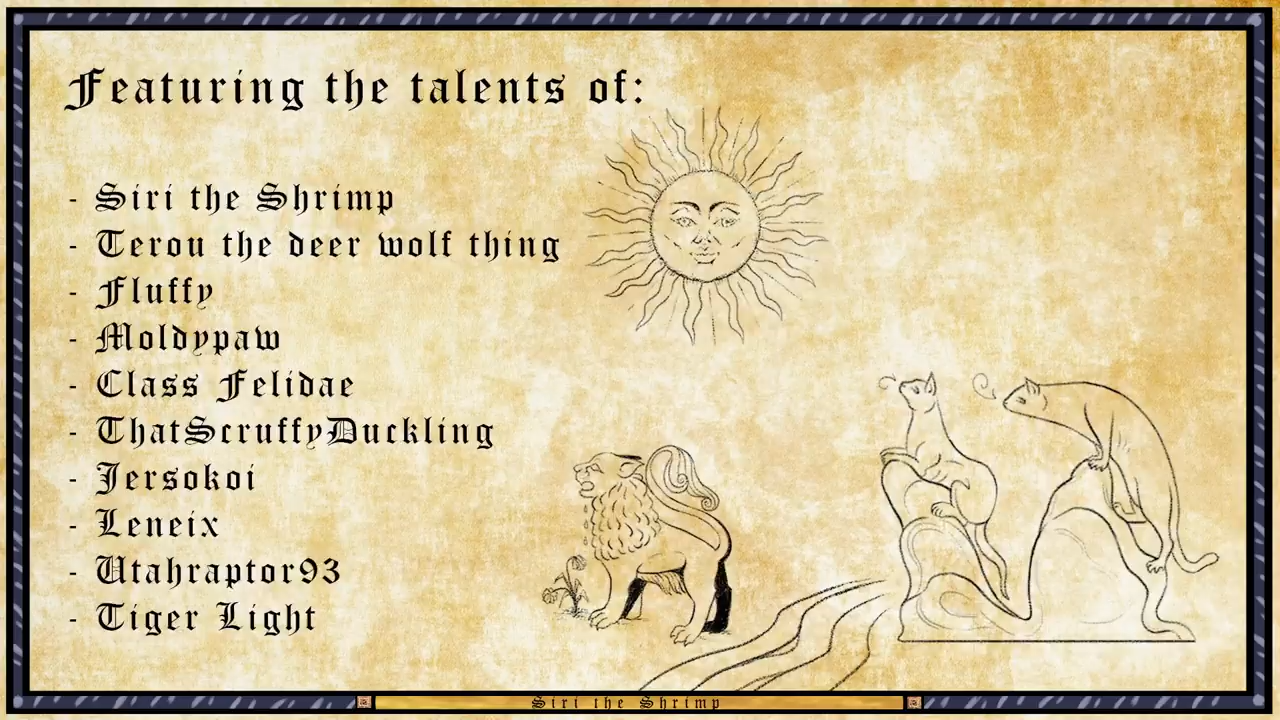 Featuring the talents of:
- Siri the Shrimp
- Terou the deer wolf thing
- Fluffy
- Moldypaw
- Class Felidae
- ThatScruffyDuckling
- Jersokoi
- Leneix
- Utahraptor93
- Tiger Light
Siri the Shrimp